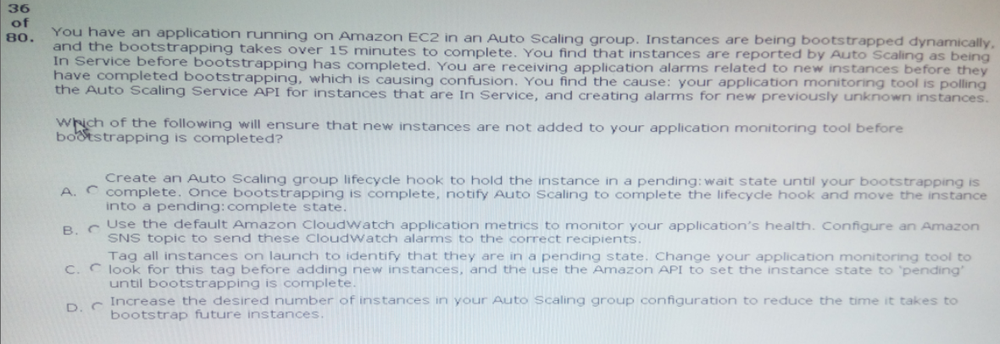 36
of
80.
You have an application running on Amazon EC2 in an Auto Scaling group. Instances are being bootstrapped dynamically,
and the bootstrapping takes over 15 minutes to complete. You find that instances are reported by Auto Scaling as being
In Service before bootstrapping has completed. You are receiving application alarms related to new instances before they
have completed bootstrapping, which is causing confusion. You find the cause: your application monitoring tool is polling
the Auto Scaling Service API for instances that are In Service, and creating alarms for new previously unknown instances.
Which of the following will ensure that new instances are not added to your application monitoring tool before
bootstrapping is completed?
Create an Auto Scaling group lifecycle hook to hold the instance in a pending:wait state until your bootstrapping is
A. complete. Once bootstrapping is complete, notify Auto Scaling to complete the lifecycle hook and move the instance
into a pending:complete state.
B. Use the default Amazon CloudWatch application metrics to monitor your application's health. Configure an Amazon
SNS topic to send these CloudWatch alarms to the correct recipients.
Tag all instances on launch to identify that they are in a pending state. Change your application monitoring tool to
C. look for this tag before adding new instances, and the use the Amazon API to set the instance state to 'pending'
until bootstrapping is complete.
D. Increase the desired number of instances in your Auto Scaling group configuration to reduce the time it takes to
bootstrap future instances.